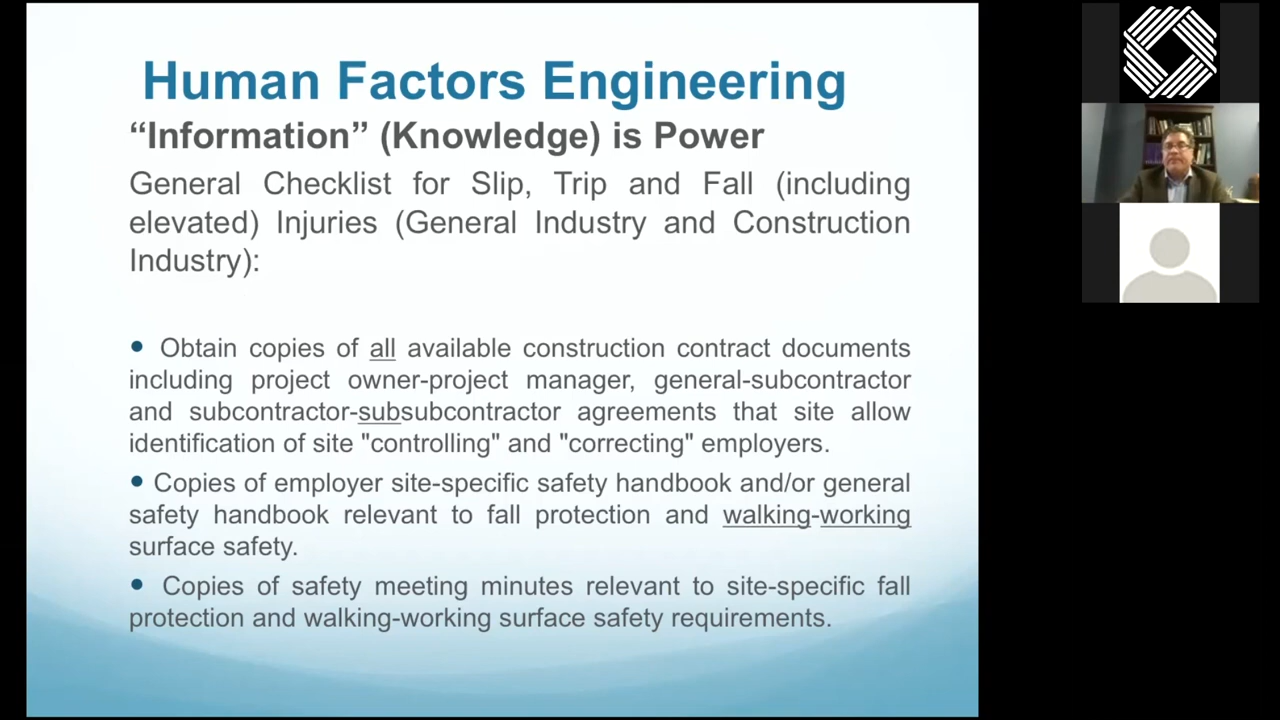 Human Factors Engineering
“Information” (Knowledge) is Power
General Checklist for Slip, Trip and Fall (including
elevated) Injuries (General Industry and Construction
Industry):
• Obtain copies of all available construction contract documents
including project owner-project manager, general-subcontractor
and subcontractor-subsubcontractor agreements that site allow
identification of site "controlling" and "correcting" employers.
• Copies of employer site-specific safety handbook and/or general
safety handbook relevant to fall protection and walking-working
surface safety.
• Copies of safety meeting minutes relevant to site-specific fall
protection and walking-working surface safety requirements.